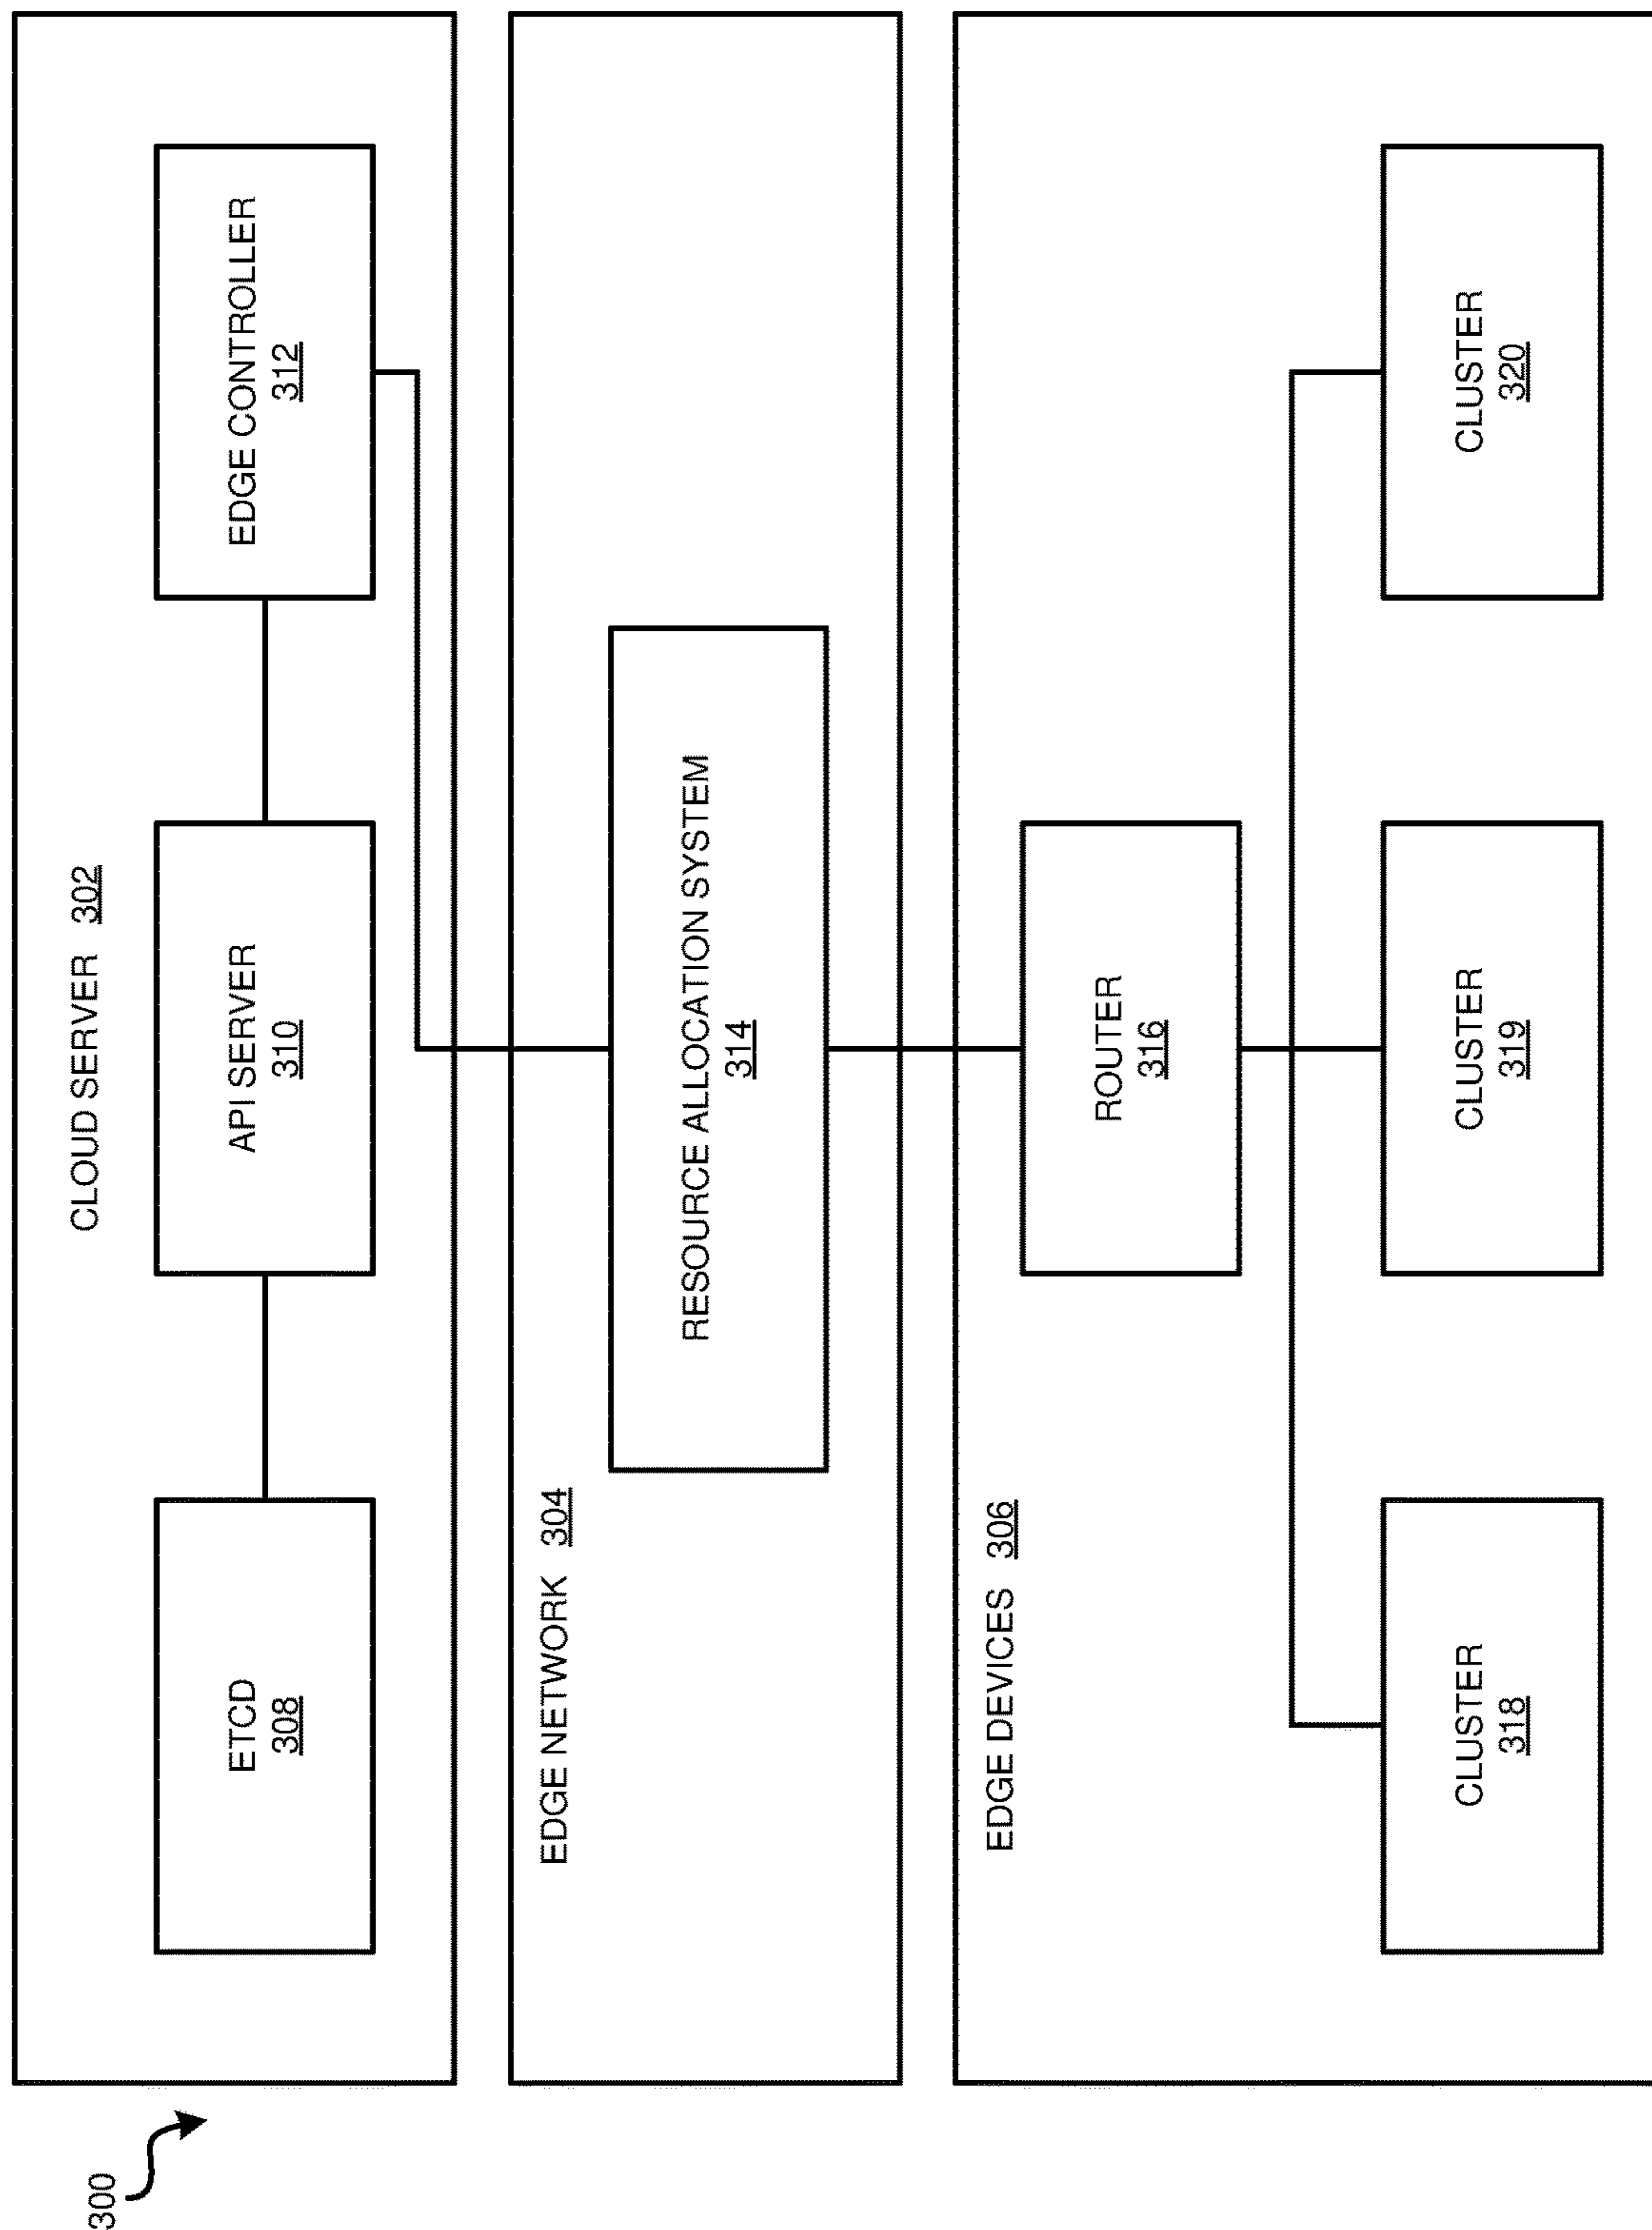 300
CLOUD SERVER 302
ETCD
308
API SERVER
310
EDGE CONTROLLER
312
EDGE NETWORK 304
RESOURCE ALLOCATION SYSTEM
314
EDGE DEVICES 306
ROUTER
316
CLUSTER
318
CLUSTER
319
CLUSTER
320